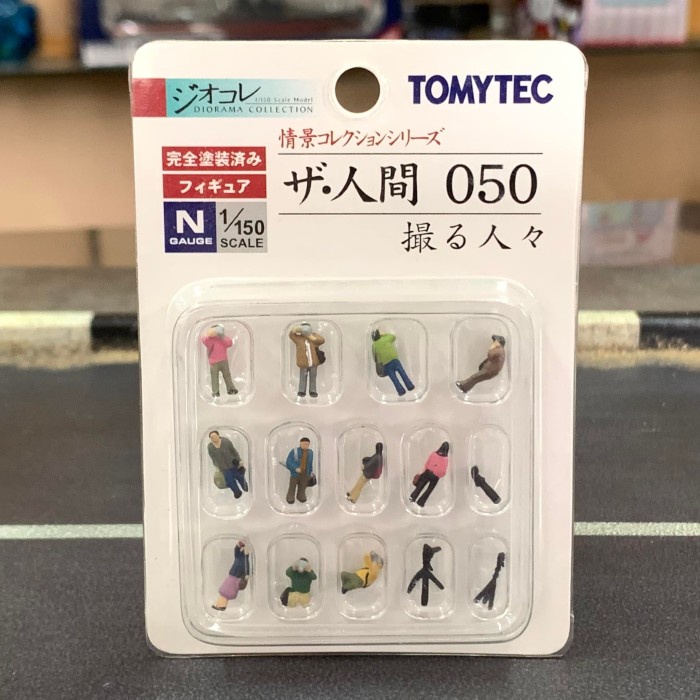 ジオコレ
1/150 Scale Model
DIORAMA COLLECTION
TOMYTEC
情景コレクションシリーズ
完全塗装済み
フィギュア
ザ・人間 050
N
GAUGE
1/150
SCALE
撮る人々